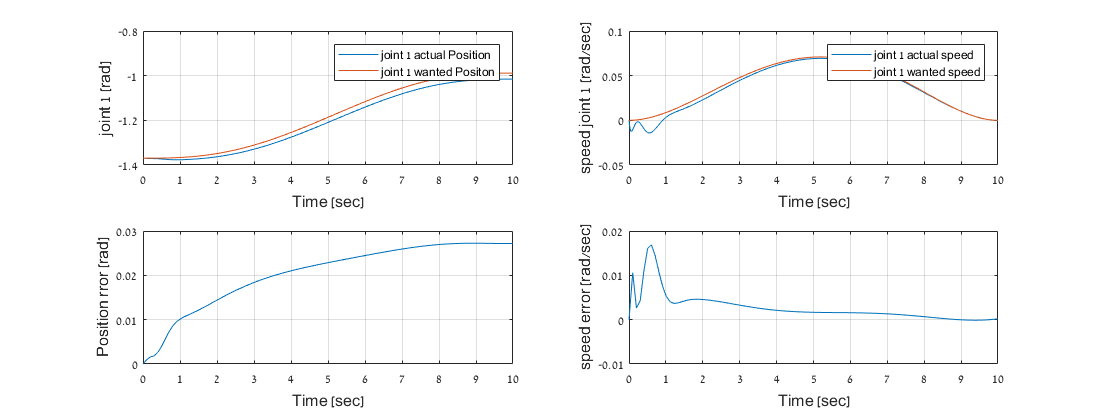 joint 1 [rad]
-0.8
-1
-1.2
-1.4
joint 1 actual Position
joint 1 wanted Positon
0 1 2 3 4 5 6 7 8 9 10
Time [sec]
speed joint 1 [rad/sec]
0.1
0.05
0
-0.05
joint 1 actual speed
joint 1 wanted speed
0 1 2 3 4 5 6 7 8 9 10
Time [sec]
Position rror [rad]
0.03
0.02
0.01
0
0 1 2 3 4 5 6 7 8 9 10
Time [sec]
speed error [rad/sec]
0.02
0.01
0
-0.01
0 1 2 3 4 5 6 7 8 9 10
Time [sec]